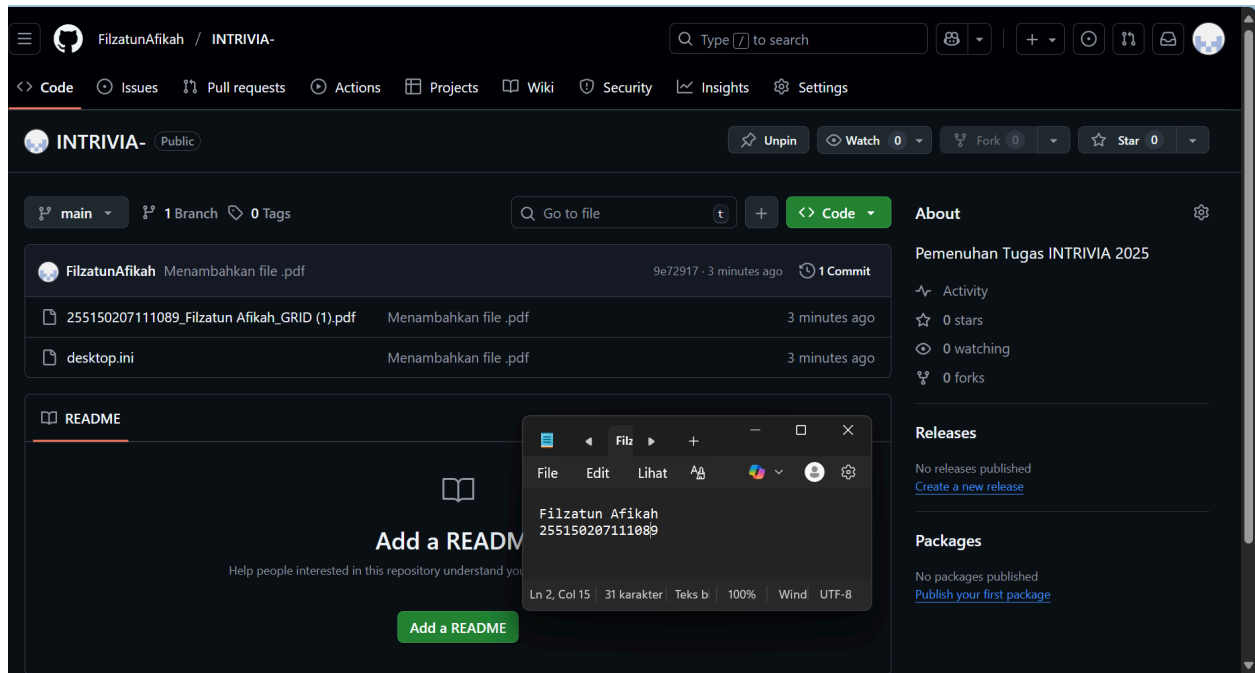 FilzatunAfikah / INTRIVIA-
Type / to search
Code Issues Pull requests Actions Projects Wiki Security Insights Settings
INTRIVIA- Public
Unpin Watch 0 Fork 0 Star 0
main 1 Branch 0 Tags
Go to file t + Code
FilzatunAfikah Menambahkan file .pdf 9e72917 · 3 minutes ago 1 Commit
255150207111089_Filzatun Afikah_GRID (1).pdf Menambahkan file .pdf 3 minutes ago
desktop.ini Menambahkan file .pdf 3 minutes ago
README
Add a READM
Help people interested in this repository understand you
Add a README
About
Pemenuhan Tugas INTRIVIA 2025
Activity
0 stars
0 watching
0 forks
Releases
No releases published
Create a new release
Packages
No packages published
Publish your first package
Filz
File Edit Lihat
Filzatun Afikah
255150207111089
Ln 2, Col 15 31 karakter Teks bi 100% Wind UTF-8